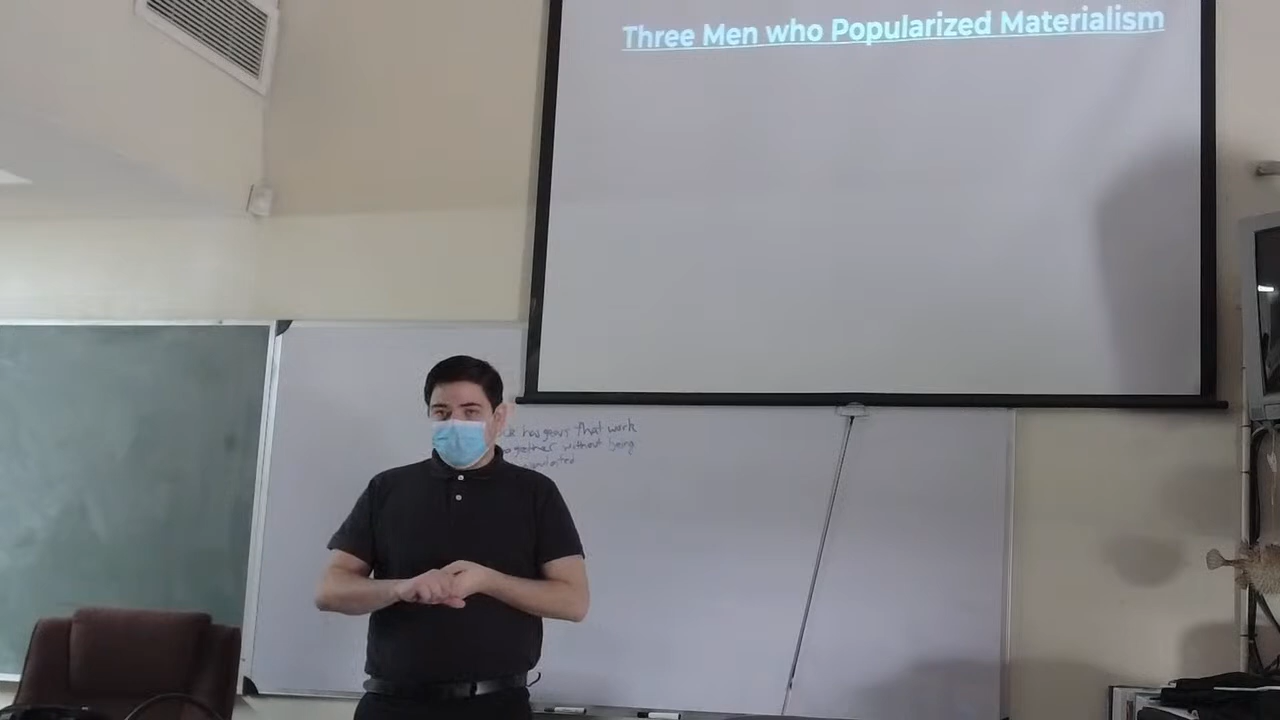 Three Men who Popularized Materialism
has gears that work
together without being